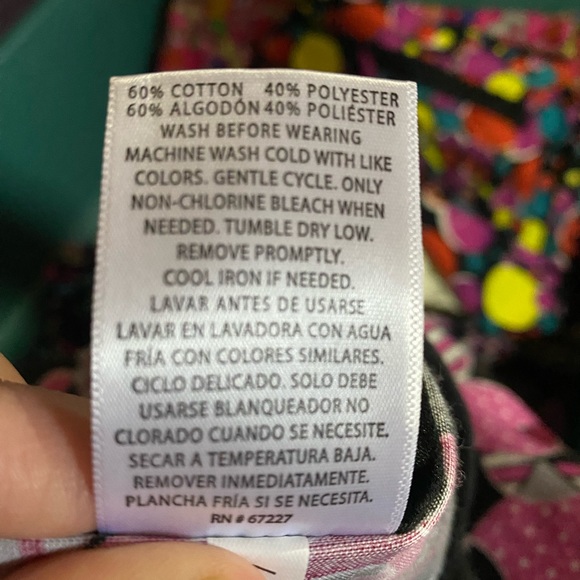 60% COTTON 40% POLYESTER
60% ALGODÓN 40% POLIÉSTER
WASH BEFORE WEARING
MACHINE WASH COLD WITH LIKE
COLORS. GENTLE CYCLE. ONLY
NON-CHLORINE BLEACH WHEN
NEEDED. TUMBLE DRY LOW.
REMOVE PROMPTLY.
COOL IRON IF NEEDED.
LAVAR ANTES DE USARSE
LAVAR EN LAVADORA CON AGUA
FRÍA CON COLORES SIMILARES.
CICLO DELICADO. SOLO DEBE
USARSE BLANQUEADOR NO
CLORADO CUANDO SE NECESITE.
SECAR A TEMPERATURA BAJA.
REMOVER INMEDIATAMENTE.
PLANCHA FRÍA SI SE NECESITA.
RN # 67227